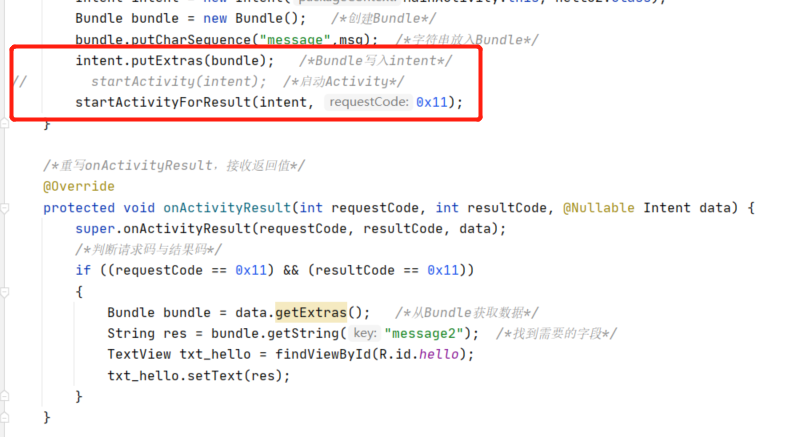 Intent intent = new Intent( packageContext: MainActivity.this, Hello2.class);
Bundle bundle = new Bundle();   /*创建Bundle*/
bundle.putCharSequence("message",msg);  /*字符串放入Bundle*/
intent.putExtras(bundle);   /*Bundle写入intent*/
//        startActivity(intent);  /*启动Activity*/
startActivityForResult(intent,  requestCode: 0x11);
}
/*重写onActivityResult，接收返回值*/
@Override
protected void onActivityResult(int requestCode, int resultCode, @Nullable Intent data) {
super.onActivityResult(requestCode, resultCode, data);
/*判断请求码与结果码*/
if ((requestCode == 0x11) && (resultCode == 0x11))
{
Bundle bundle = data.getExtras();   /*从Bundle获取数据*/
String res = bundle.getString( key: "message2");  /*找到需要的字段*/
TextView txt_hello = findViewById(R.id.hello);
txt_hello.setText(res);
}
}